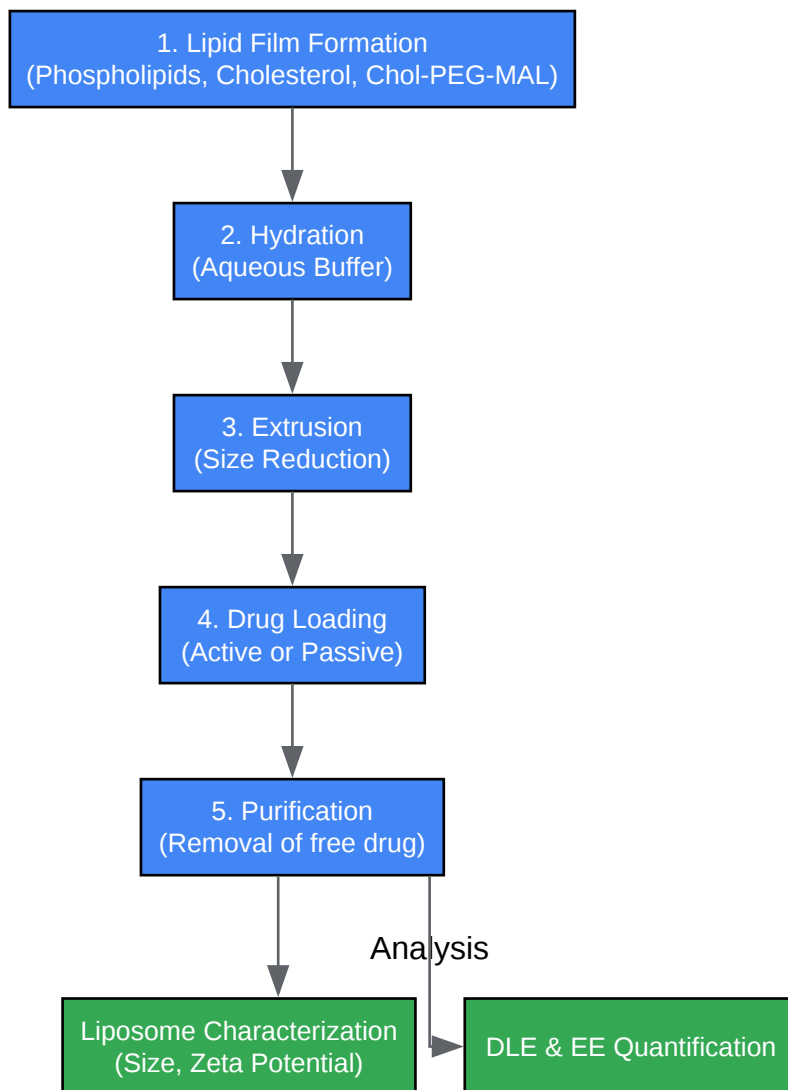 1. Lipid Film Formation
(Phospholipids, Cholesterol, Chol-PEG-MAL)
2. Hydration
(Aqueous Buffer)
3. Extrusion
(Size Reduction)
4. Drug Loading
(Active or Passive)
5. Purification
(Removal of free drug)
Analysis
Liposome Characterization
(Size, Zeta Potential)
DLE & EE Quantification